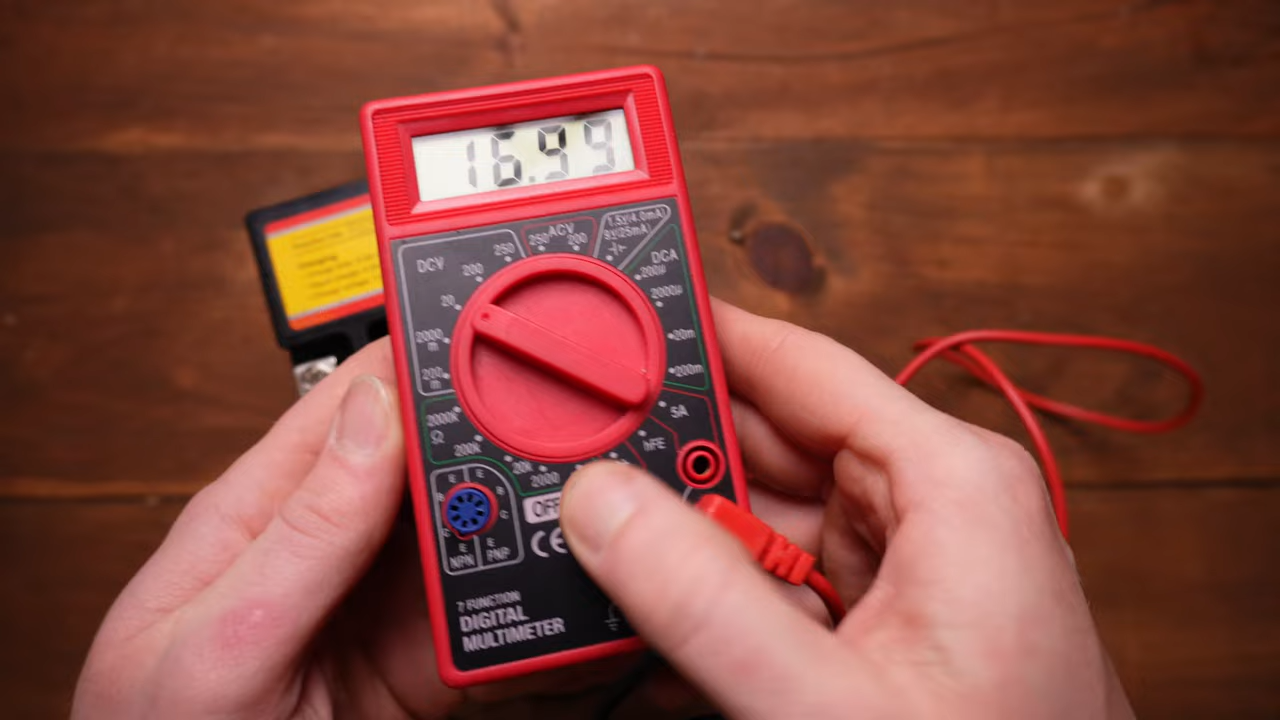 16.99
DCV
ACV
250
200
250
200
20
2000
m
200
m
1.5V(4.0mA)
9V(25mA)
DCA
200µ
2000µ
20m
200m
5A
hFE
2000k
Ω
200k
20k
2000
OFF
E
E
B
B
C
C
E
E
NPN
PNP
CE
7 FUNCTION
DIGITAL
MULTIMETER